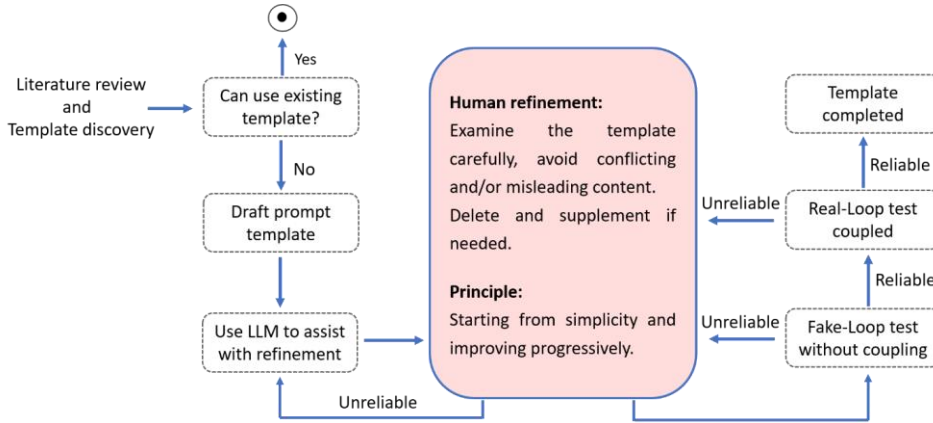 Yes
Literature review
and
Template discovery
Can use existing
template?
No
Draft prompt
template
Use LLM to assist
with refinement
Unreliable
Human refinement:
Examine the template
carefully, avoid conflicting
and/or misleading content.
Delete and supplement if
needed.
Principle:
Starting from simplicity and
improving progressively.
Template
completed
Reliable
Unreliable
Real-Loop test
coupled
Reliable
Unreliable
Fake-Loop test
without coupling